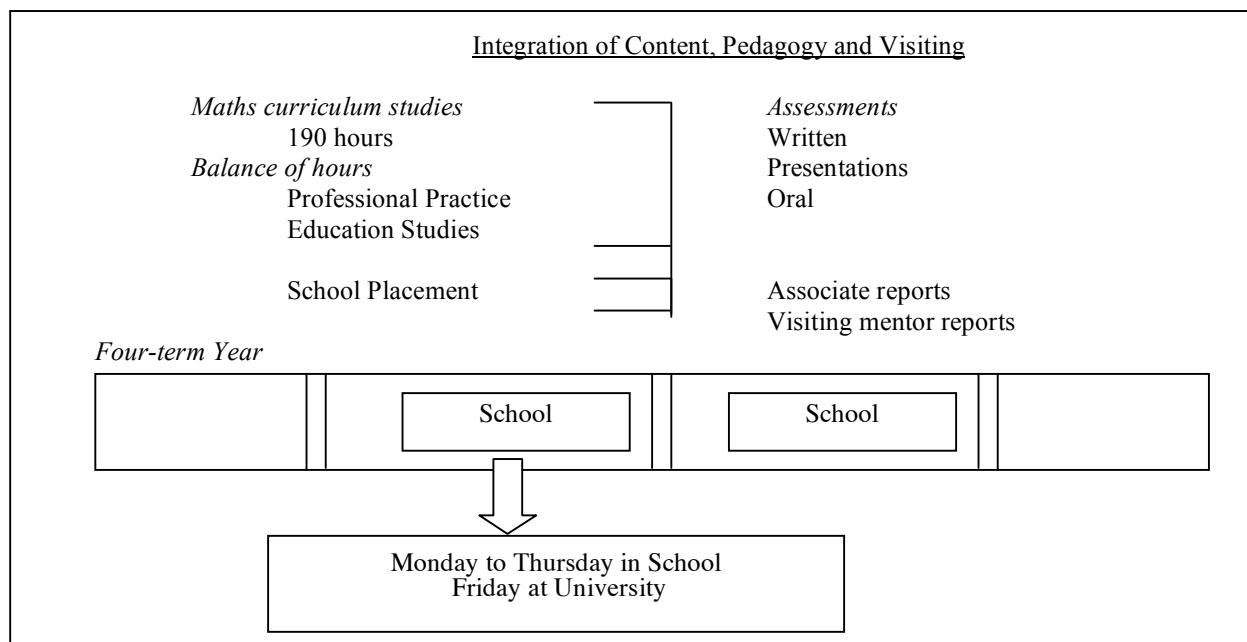 Integration of Content, Pedagogy and Visiting
Maths curriculum studies
190 hours
Balance of hours
Professional Practice
Education Studies
School Placement
Assessments
Written
Presentations
Oral
Associate reports
Visiting mentor reports
Four-term Year
School
School
Monday to Thursday in School
Friday at University